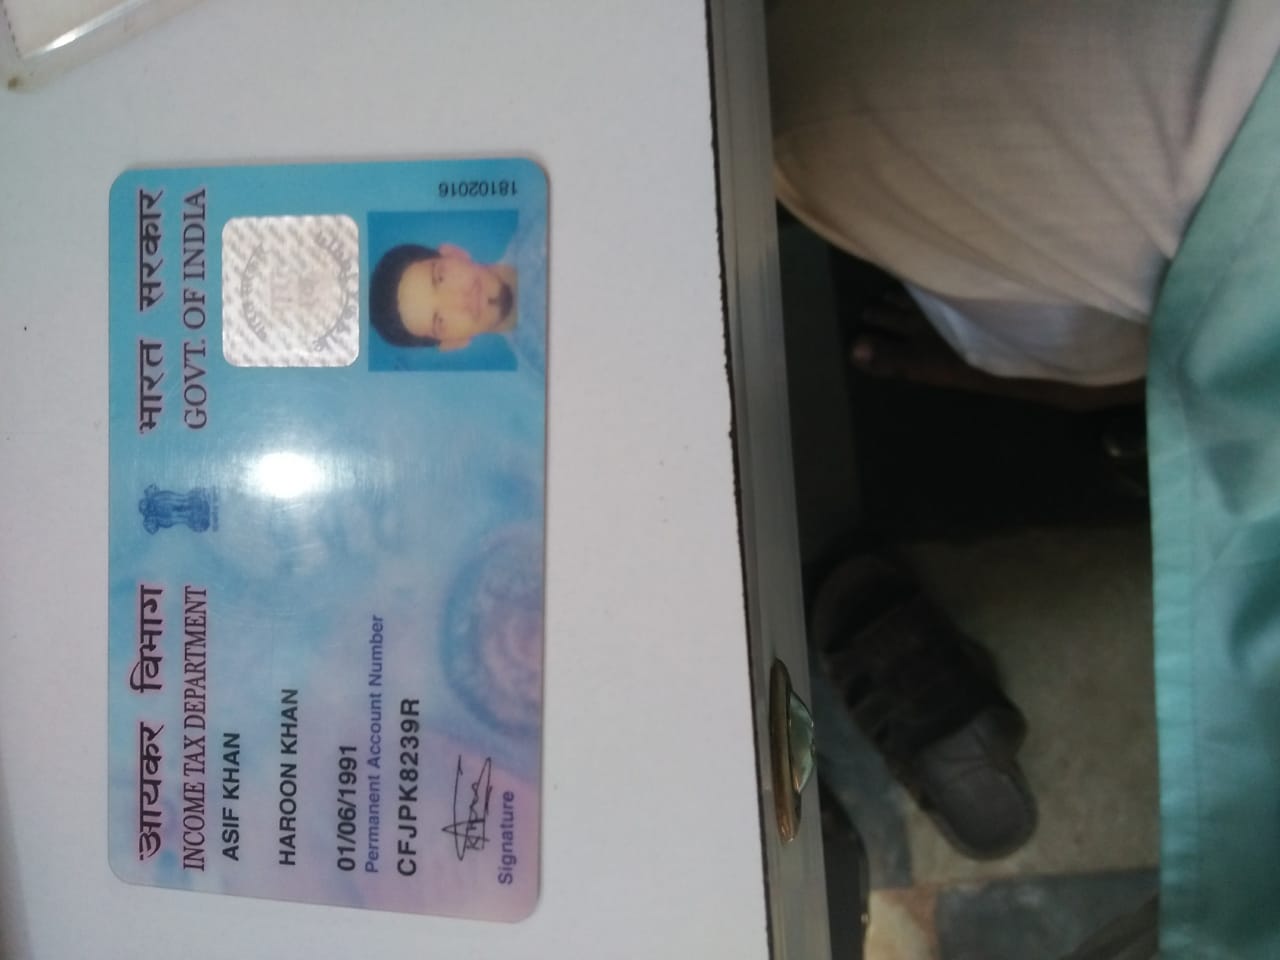 आयकर विभाग
INCOME TAX DEPARTMENT
भारत सरकार
GOVT. OF INDIA
ASIF KHAN
HAROON KHAN
01/06/1991
Permanent Account Number
CFJPK8239R
Signature
18102016